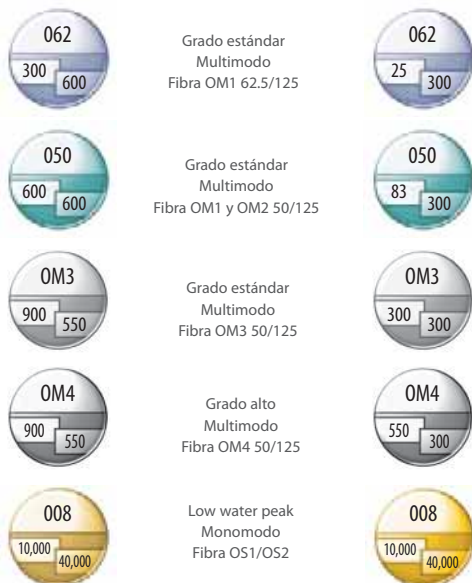 062
300
600
Grado estándar
Multimodo
Fibra OM1 62.5/125
062
25
300
050
600
600
Grado estándar
Multimodo
Fibra OM1 y OM2 50/125
050
83
300
OM3
900
550
Grado estándar
Multimodo
Fibra OM3 50/125
OM3
300
300
OM4
900
550
Grado alto
Multimodo
Fibra OM4 50/125
OM4
550
300
008
10,000
40,000
Low water peak
Monomodo
Fibra OS1/OS2
008
10,000
40,000